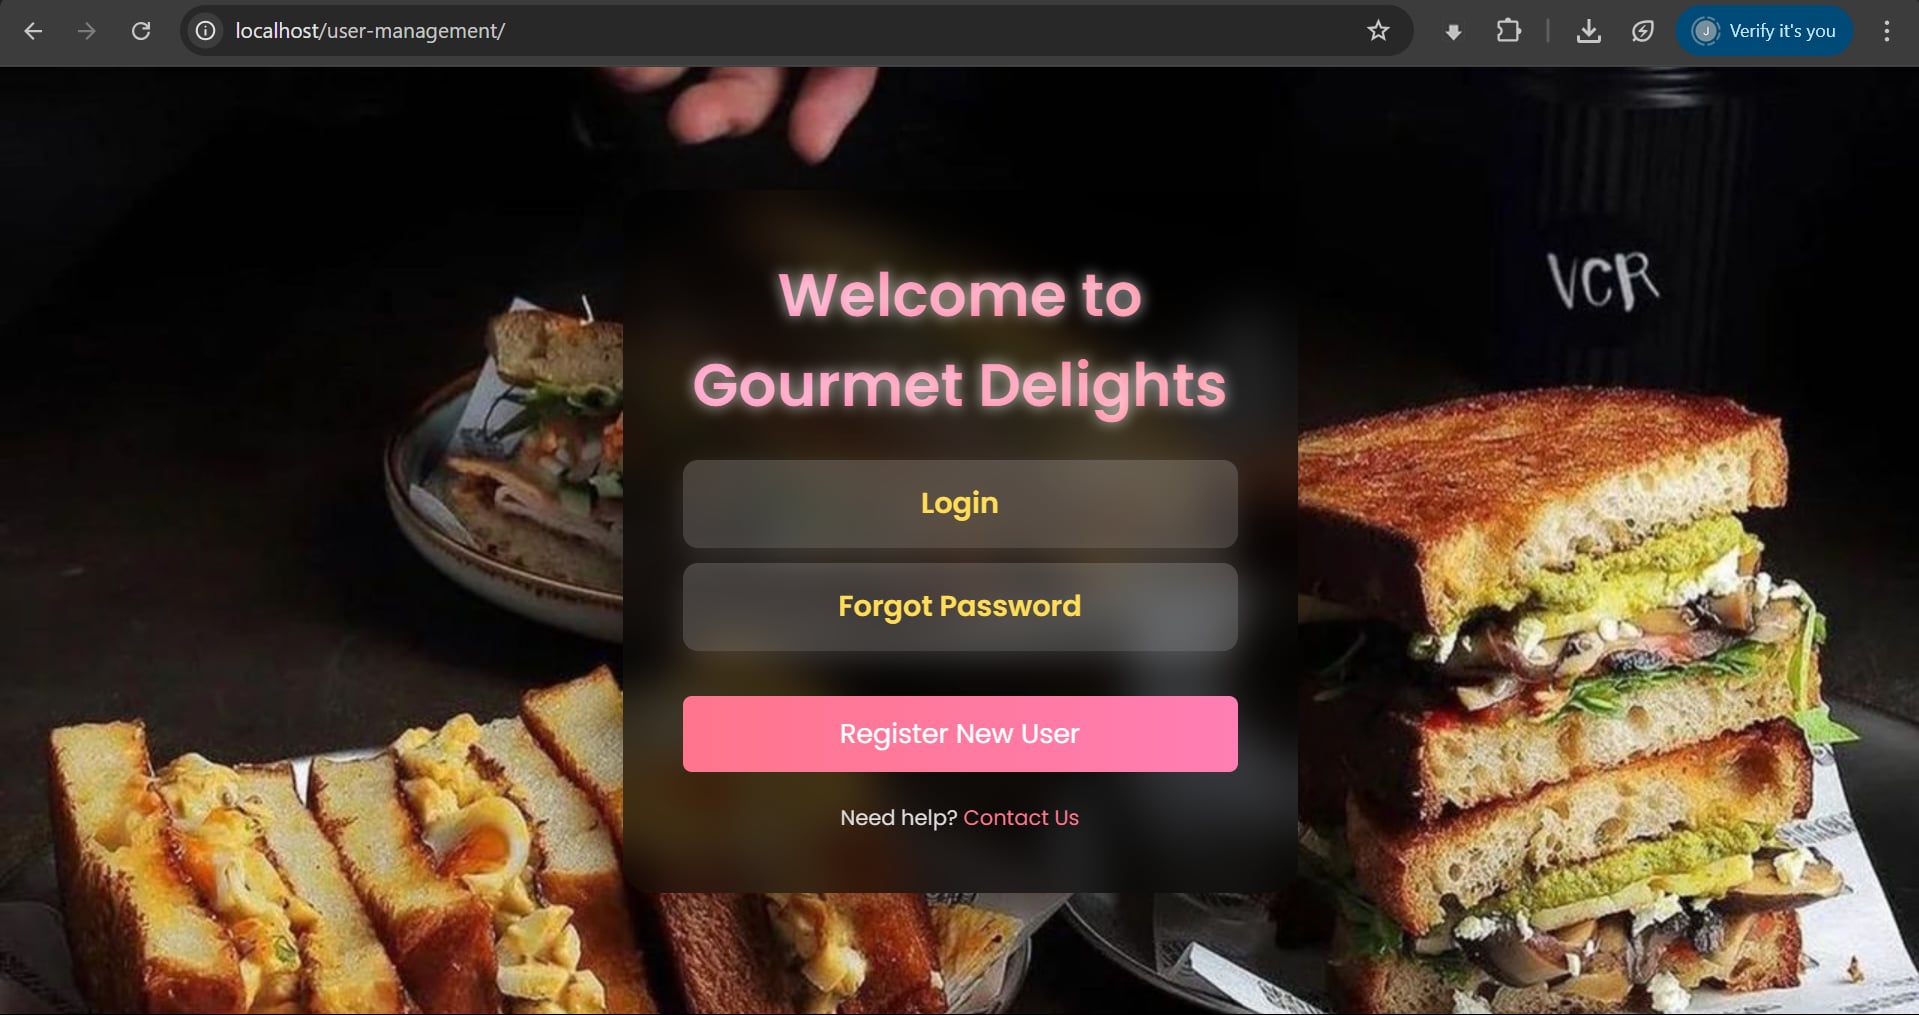 localhost/user-management/
J
Verify it's you
VCR
Welcome to
Gourmet Delights
Login
Forgot Password
Register New User
Need help? Contact Us